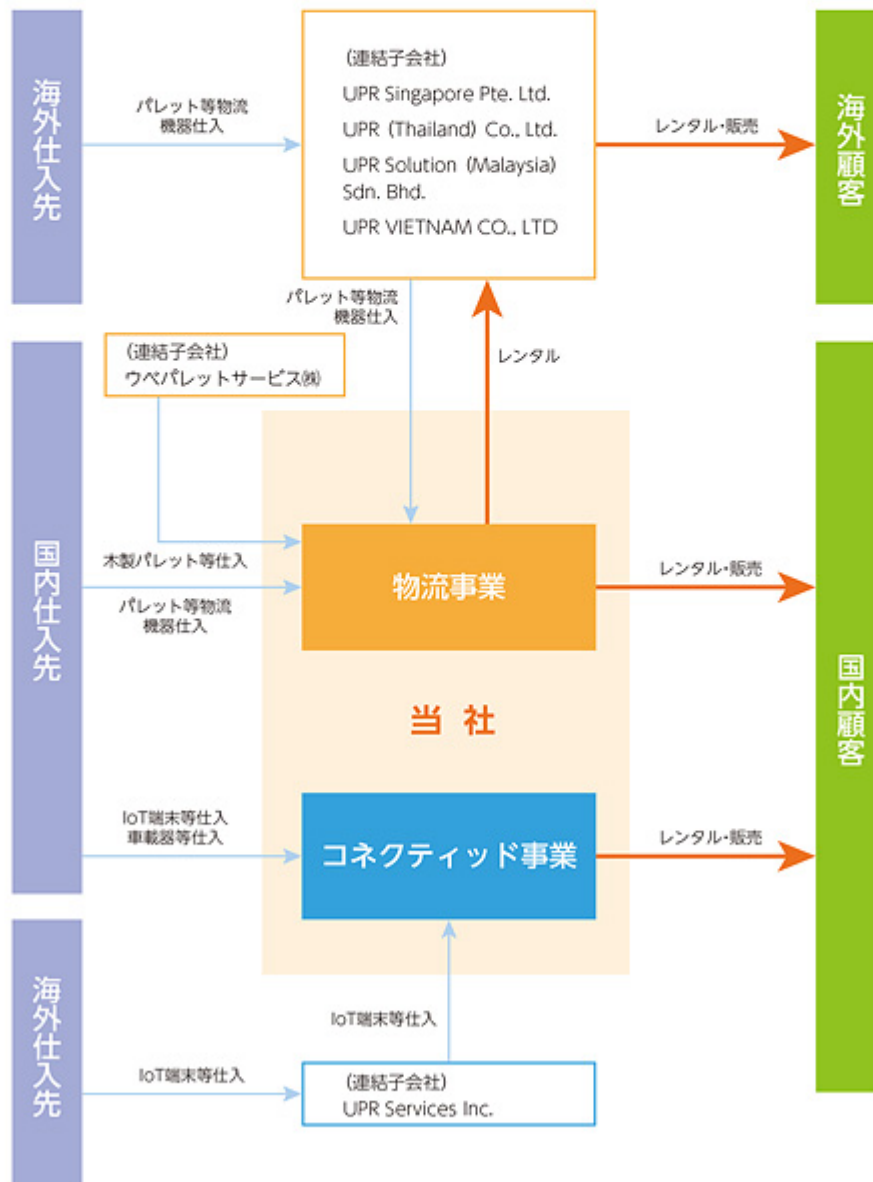 海外仕入先
パレット等物流
機器仕入
(連結子会社)
UPR Singapore Pte. Ltd.
UPR (Thailand) Co., Ltd.
UPR Solution (Malaysia)
Sdn. Bhd.
UPR VIETNAM CO., LTD
レンタル・販売
海外顧客
パレット等物流
機器仕入
レンタル
(連結子会社)
ウベパレットサービス㈱
国内仕入先
木製パレット等仕入
パレット等物流
機器仕入
物流事業
レンタル・販売
国内顧客
当社
IoT端末等仕入
車載器等仕入
コネクティッド事業
レンタル・販売
海外仕入先
IoT端末等仕入
IoT端末等仕入
(連結子会社)
UPR Services Inc.